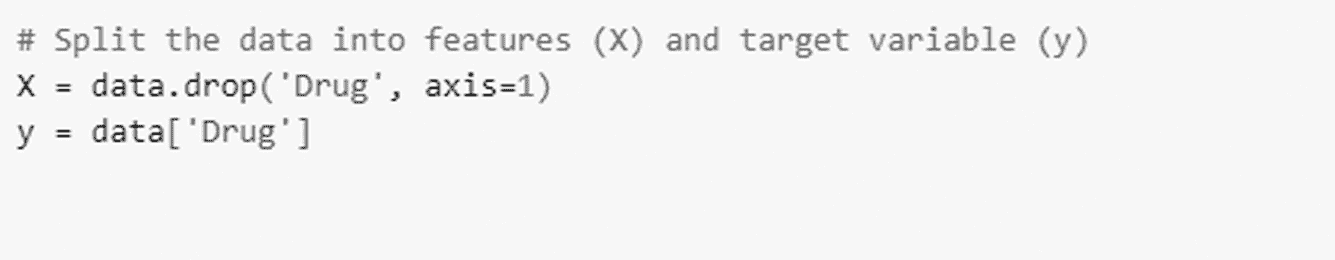 # Split the data into features (X) and target variable (y)
X = data.drop('Drug', axis=1)
y = data['Drug']